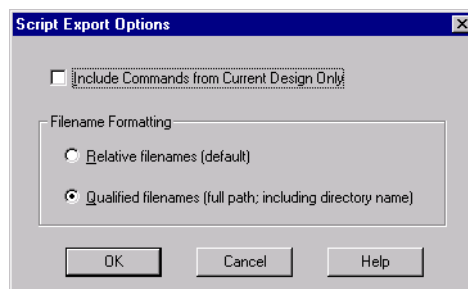 Script Export Options
Include Commands from Current Design Only
Filename Formatting
Relative filenames (default)
Qualified filenames (full path; including directory name)
OK Cancel Help